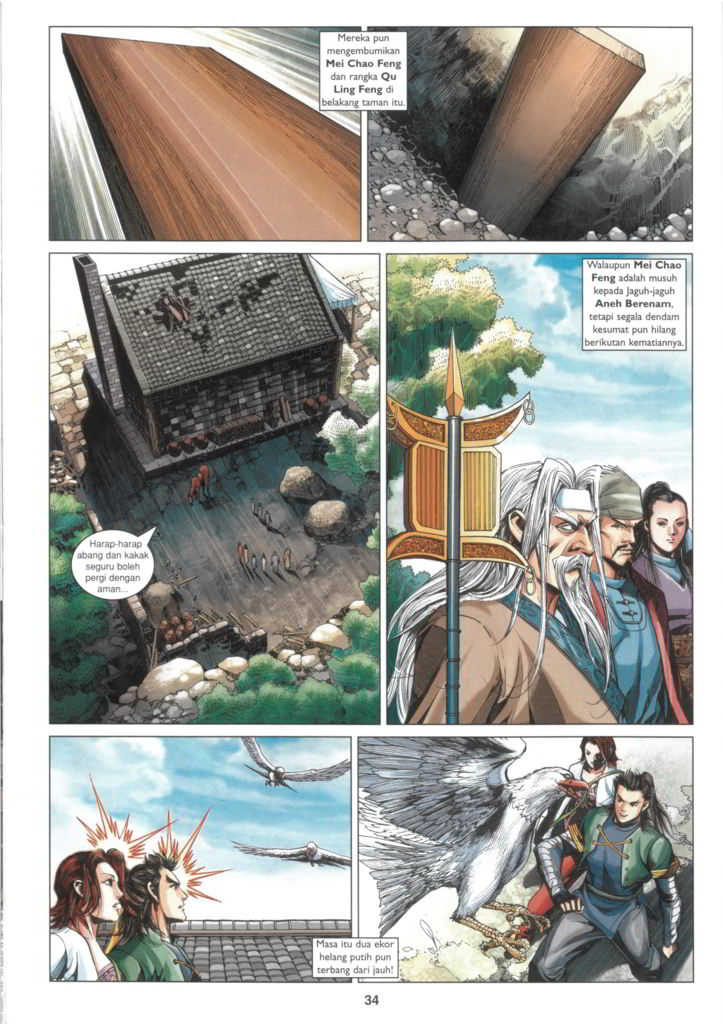 Mereka pun
mengembumikan
Mei Chao Feng
dan rangka Qu
Ling Feng di
belakang taman itu.
Walaupun Mei Chao
Feng adalah musuh
kepada Jaguh-jaguh
Aneh Berenam,
tetapi segala dendam
kesumat pun hilang
berikutan kematiannya.
Harap-harap
abang dan kakak
seguru boleh
pergi dengan
aman...
Masa itu dua ekor
helang putih pun
terbang dari jauh!
34